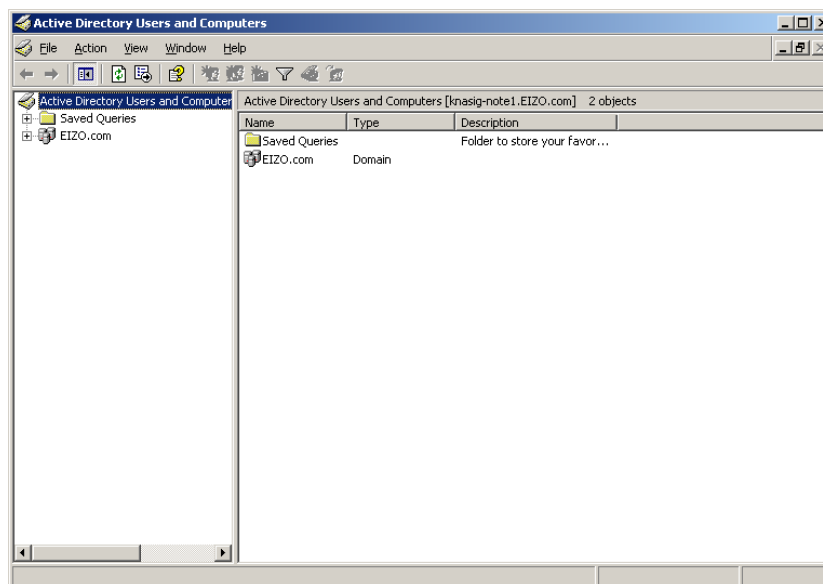 Active Directory Users and Computers
File Action View Window Help
Active Directory Users and Computer
Saved Queries
EIZO.com
Active Directory Users and Computers [knasig-note1.EIZO.com] 2 objects
Name Type Description
Saved Queries Folder to store your favor...
EIZO.com Domain